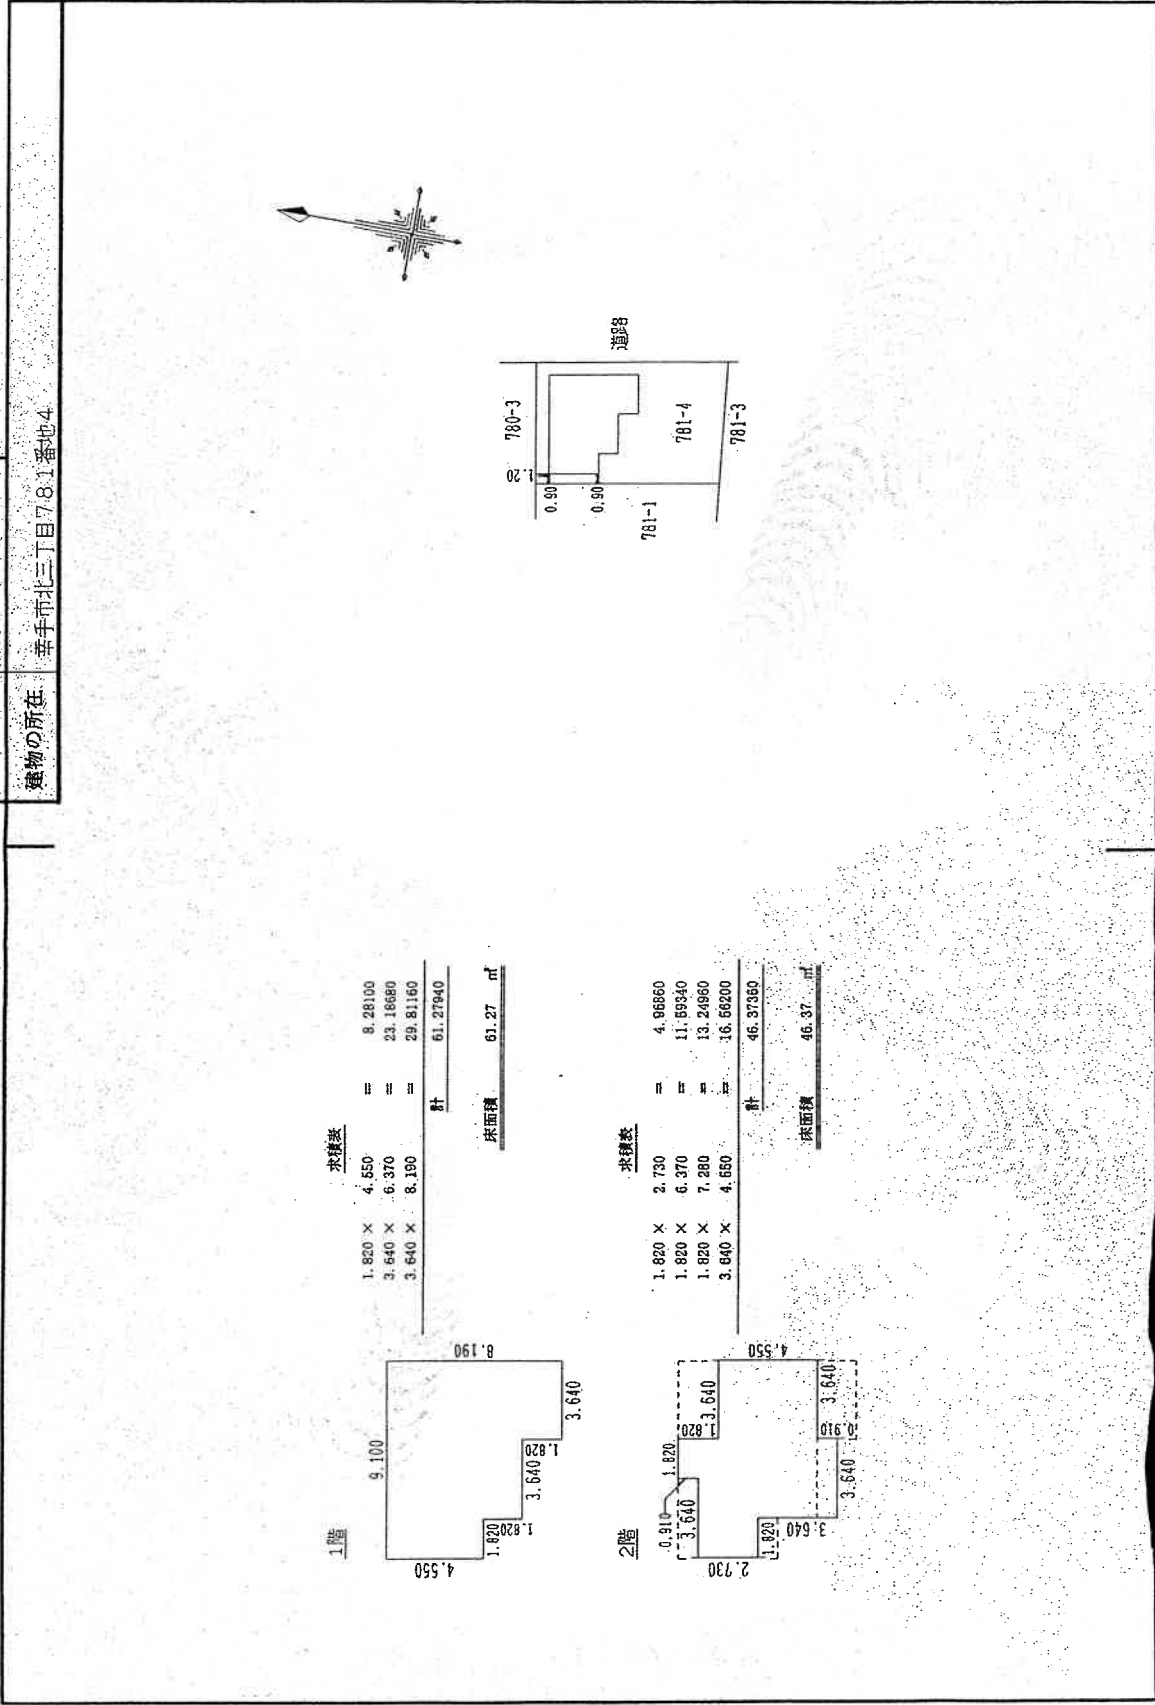 建物の所在 幸手市北三丁目781番地4
1階
9.100
4.550
8.190
1.820
1.820
3.640
1.820
3.640
求積表
1.820 × 4.550 = 8.28100
3.640 × 6.370 = 23.18680
3.640 × 8.190 = 29.81160
計 61.27940
床面積 61.27 ㎡
2階
0.910
1.820
3.640
1.820
3.640
4.550
2.730
1.820
3.640
3.640
0.910
3.640
求積表
1.820 × 2.730 = 4.96860
1.820 × 6.370 = 11.59340
1.820 × 7.280 = 13.24960
3.640 × 4.550 = 16.56200
計 46.37360
床面積 46.37 ㎡
780-3
道路
1.20
0.90
0.90
781-1
781-4
781-3